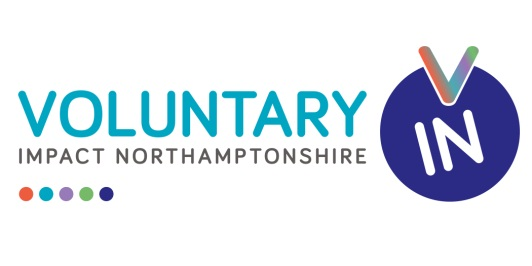 VOLUNTARY
IMPACT NORTHAMPTONSHIRE
V
IN